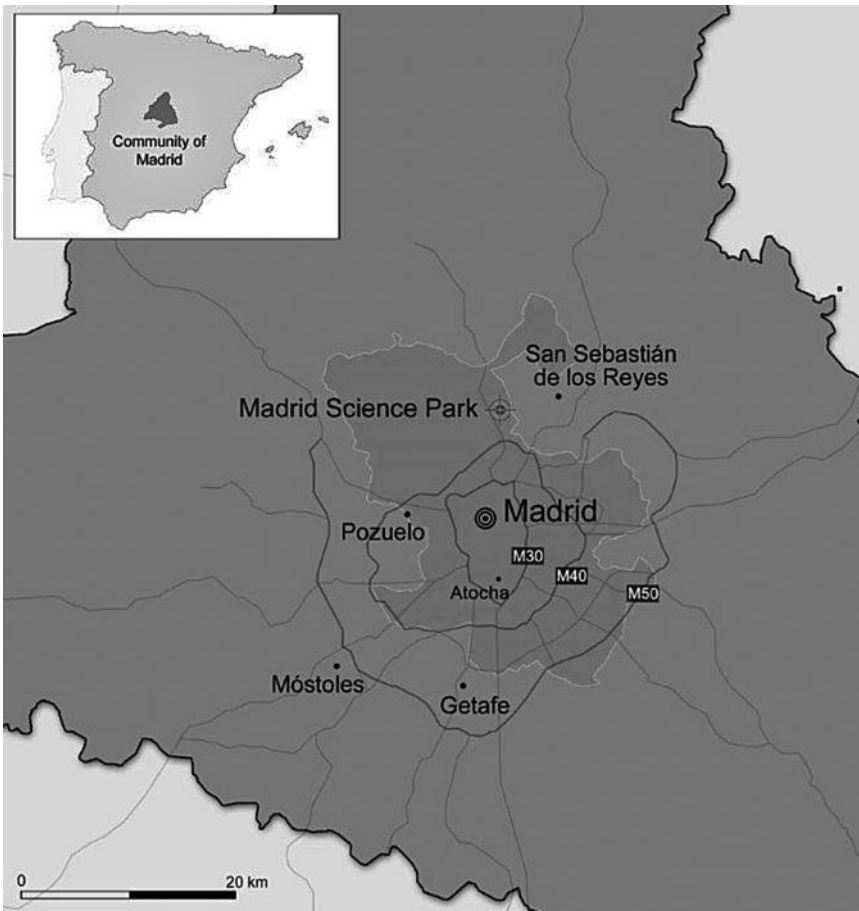 Community of
Madrid
San Sebastián
de los Reyes
Madrid Science Park
Madrid
Pozuelo
M30
M40
Atocha
M50
Móstoles
Getafe
0
20 km